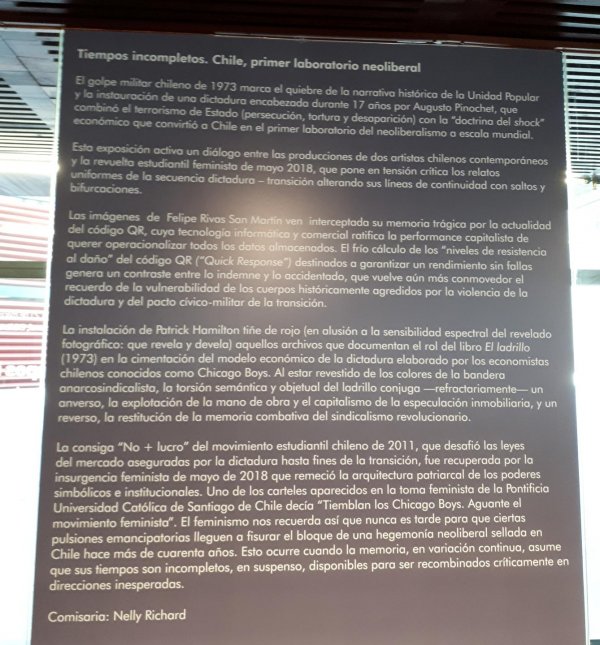 Tiempos incompletos. Chile, primer laboratorio neoliberal
El golpe militar chileno de 1973 marca el quiebre de la narrativa histórica de la Unidad Popular
y la instauración de una dictadura encabezada durante 17 años por Augusto Pinochet, que
combinó el terrorismo de Estado (persecución, tortura y desaparición) con la "doctrina del shock"
económico que convirtió a Chile en el primer laboratorio del neoliberalismo a escala mundial.
Esta exposición activa un diálogo entre las producciones de dos artistas chilenos contemporáneos
y la revuelta estudiantil feminista de mayo 2018, que pone en tensión crítica los relatos
uniformes de la secuencia dictadura – transición alterando sus líneas de continuidad con saltos y
bifurcaciones.
Las imágenes de Felipe Rivas San Martín ven interceptada su memoria trágica por la actualidad
del código QR, cuya tecnología informática y comercial ratifica la performance capitalista de
querer operacionalizar todos los datos almacenados. El frío cálculo de los "niveles de resistencia
al daño" del código QR ("Quick Response") destinados a garantizar un rendimiento sin fallas
genera un contraste entre lo indemne y lo accidentado, que vuelve aún más conmovedor el
recuerdo de la vulnerabilidad de los cuerpos históricamente agredidos por la violencia de la
dictadura y del pacto cívico-militar de la transición.
La instalación de Patrick Hamilton tiñe de rojo (en alusión a la sensibilidad espectral del revelado
fotográfico: que revela y devela) aquellos archivos que documentan el rol del libro El ladrillo
(1973) en la cimentación del modelo económico de la dictadura elaborado por los economistas
chilenos conocidos como Chicago Boys. Al estar revestido de los colores de la bandera
anarcosindicalista, la torsión semántica y objetual del ladrillo conjuga —refractariamente— un
anverso, la explotación de la mano de obra y el capitalismo de la especulación inmobiliaria, y un
reverso, la restitución de la memoria combativa del sindicalismo revolucionario.
La consiga "No + lucro" del movimiento estudiantil chileno de 2011, que desafió las leyes
del mercado aseguradas por la dictadura hasta fines de la transición, fue recuperada por la
insurgencia feminista de mayo de 2018 que remeció la arquitectura patriarcal de los poderes
simbólicos e institucionales. Uno de los carteles aparecidos en la toma feminista de la Pontificia
Universidad Católica de Santiago de Chile decía "Tiemblan los Chicago Boys. Aguante el
movimiento feminista". El feminismo nos recuerda así que nunca es tarde para que ciertas
pulsiones emancipatorias lleguen a fisurar el bloque de una hegemonía neoliberal sellada en
Chile hace más de cuarenta años. Esto ocurre cuando la memoria, en variación continua, asume
que sus tiempos son incompletos, en suspenso, disponibles para ser recombinados críticamente en
direcciones inesperadas.
Comisaria: Nelly Richard